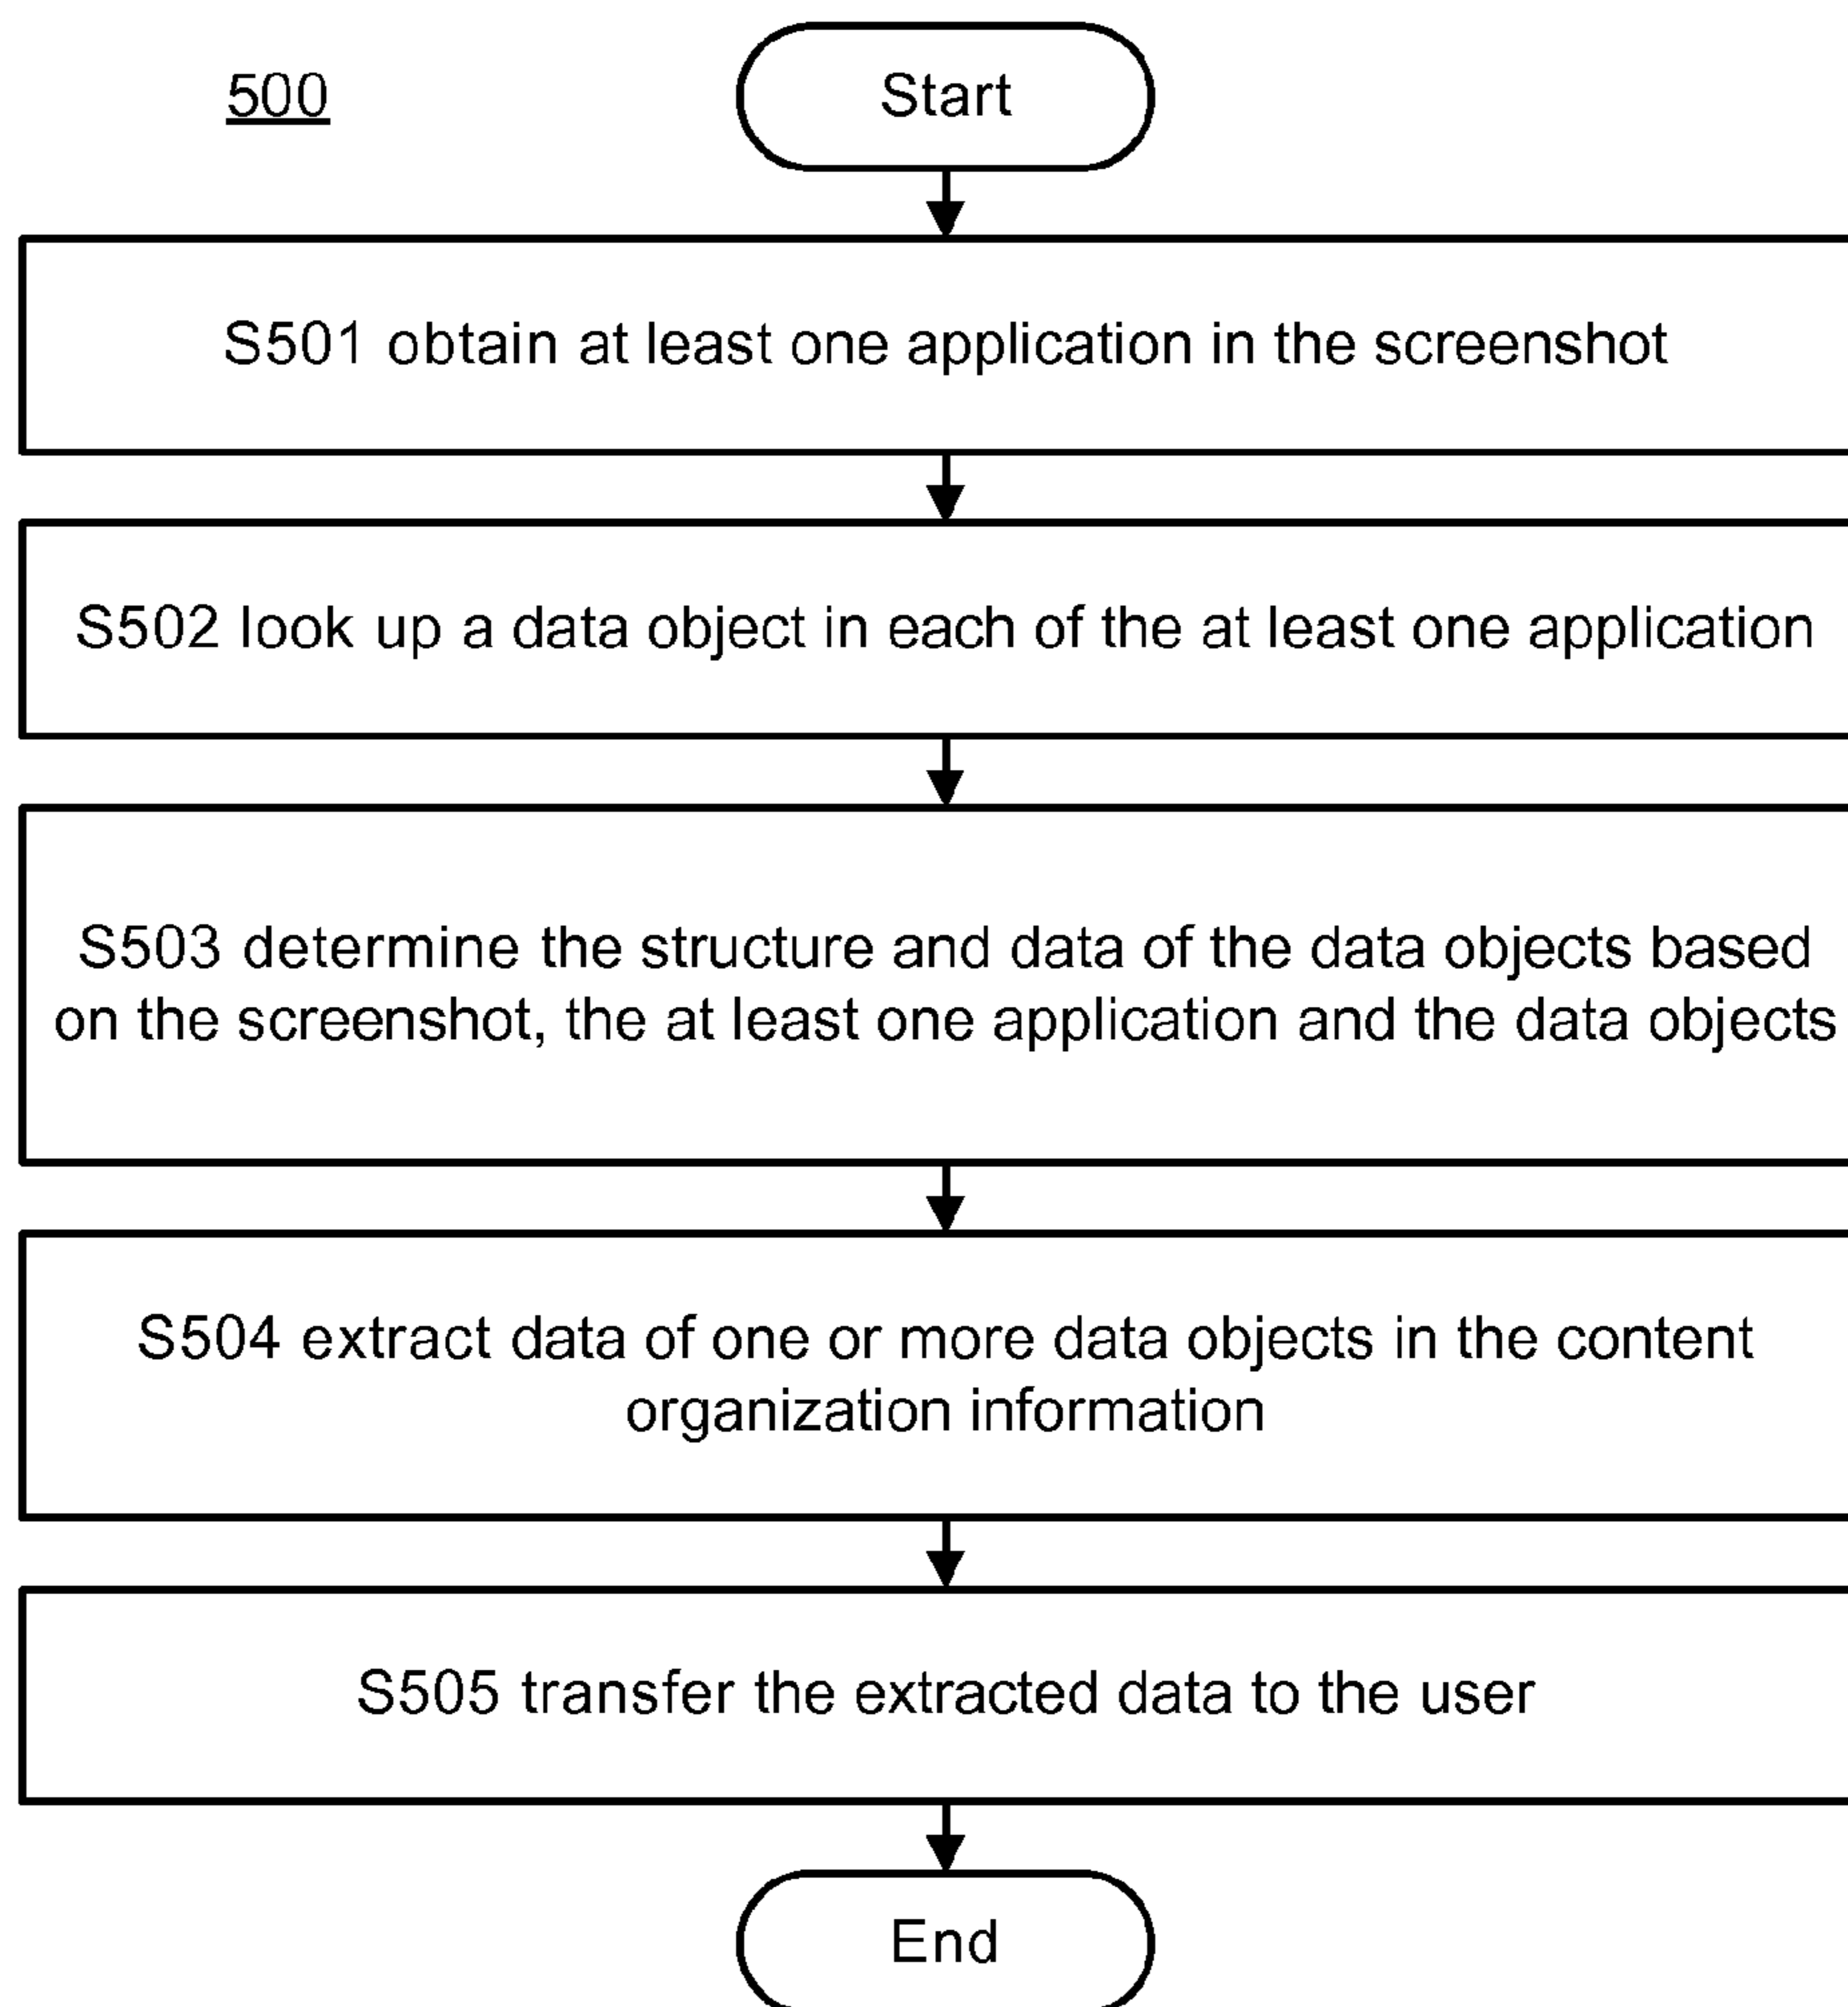 500
Start
S501 obtain at least one application in the screenshot
S502 look up a data object in each of the at least one application
S503 determine the structure and data of the data objects based
on the screenshot, the at least one application and the data objects
S504 extract data of one or more data objects in the content
organization information
S505 transfer the extracted data to the user
End